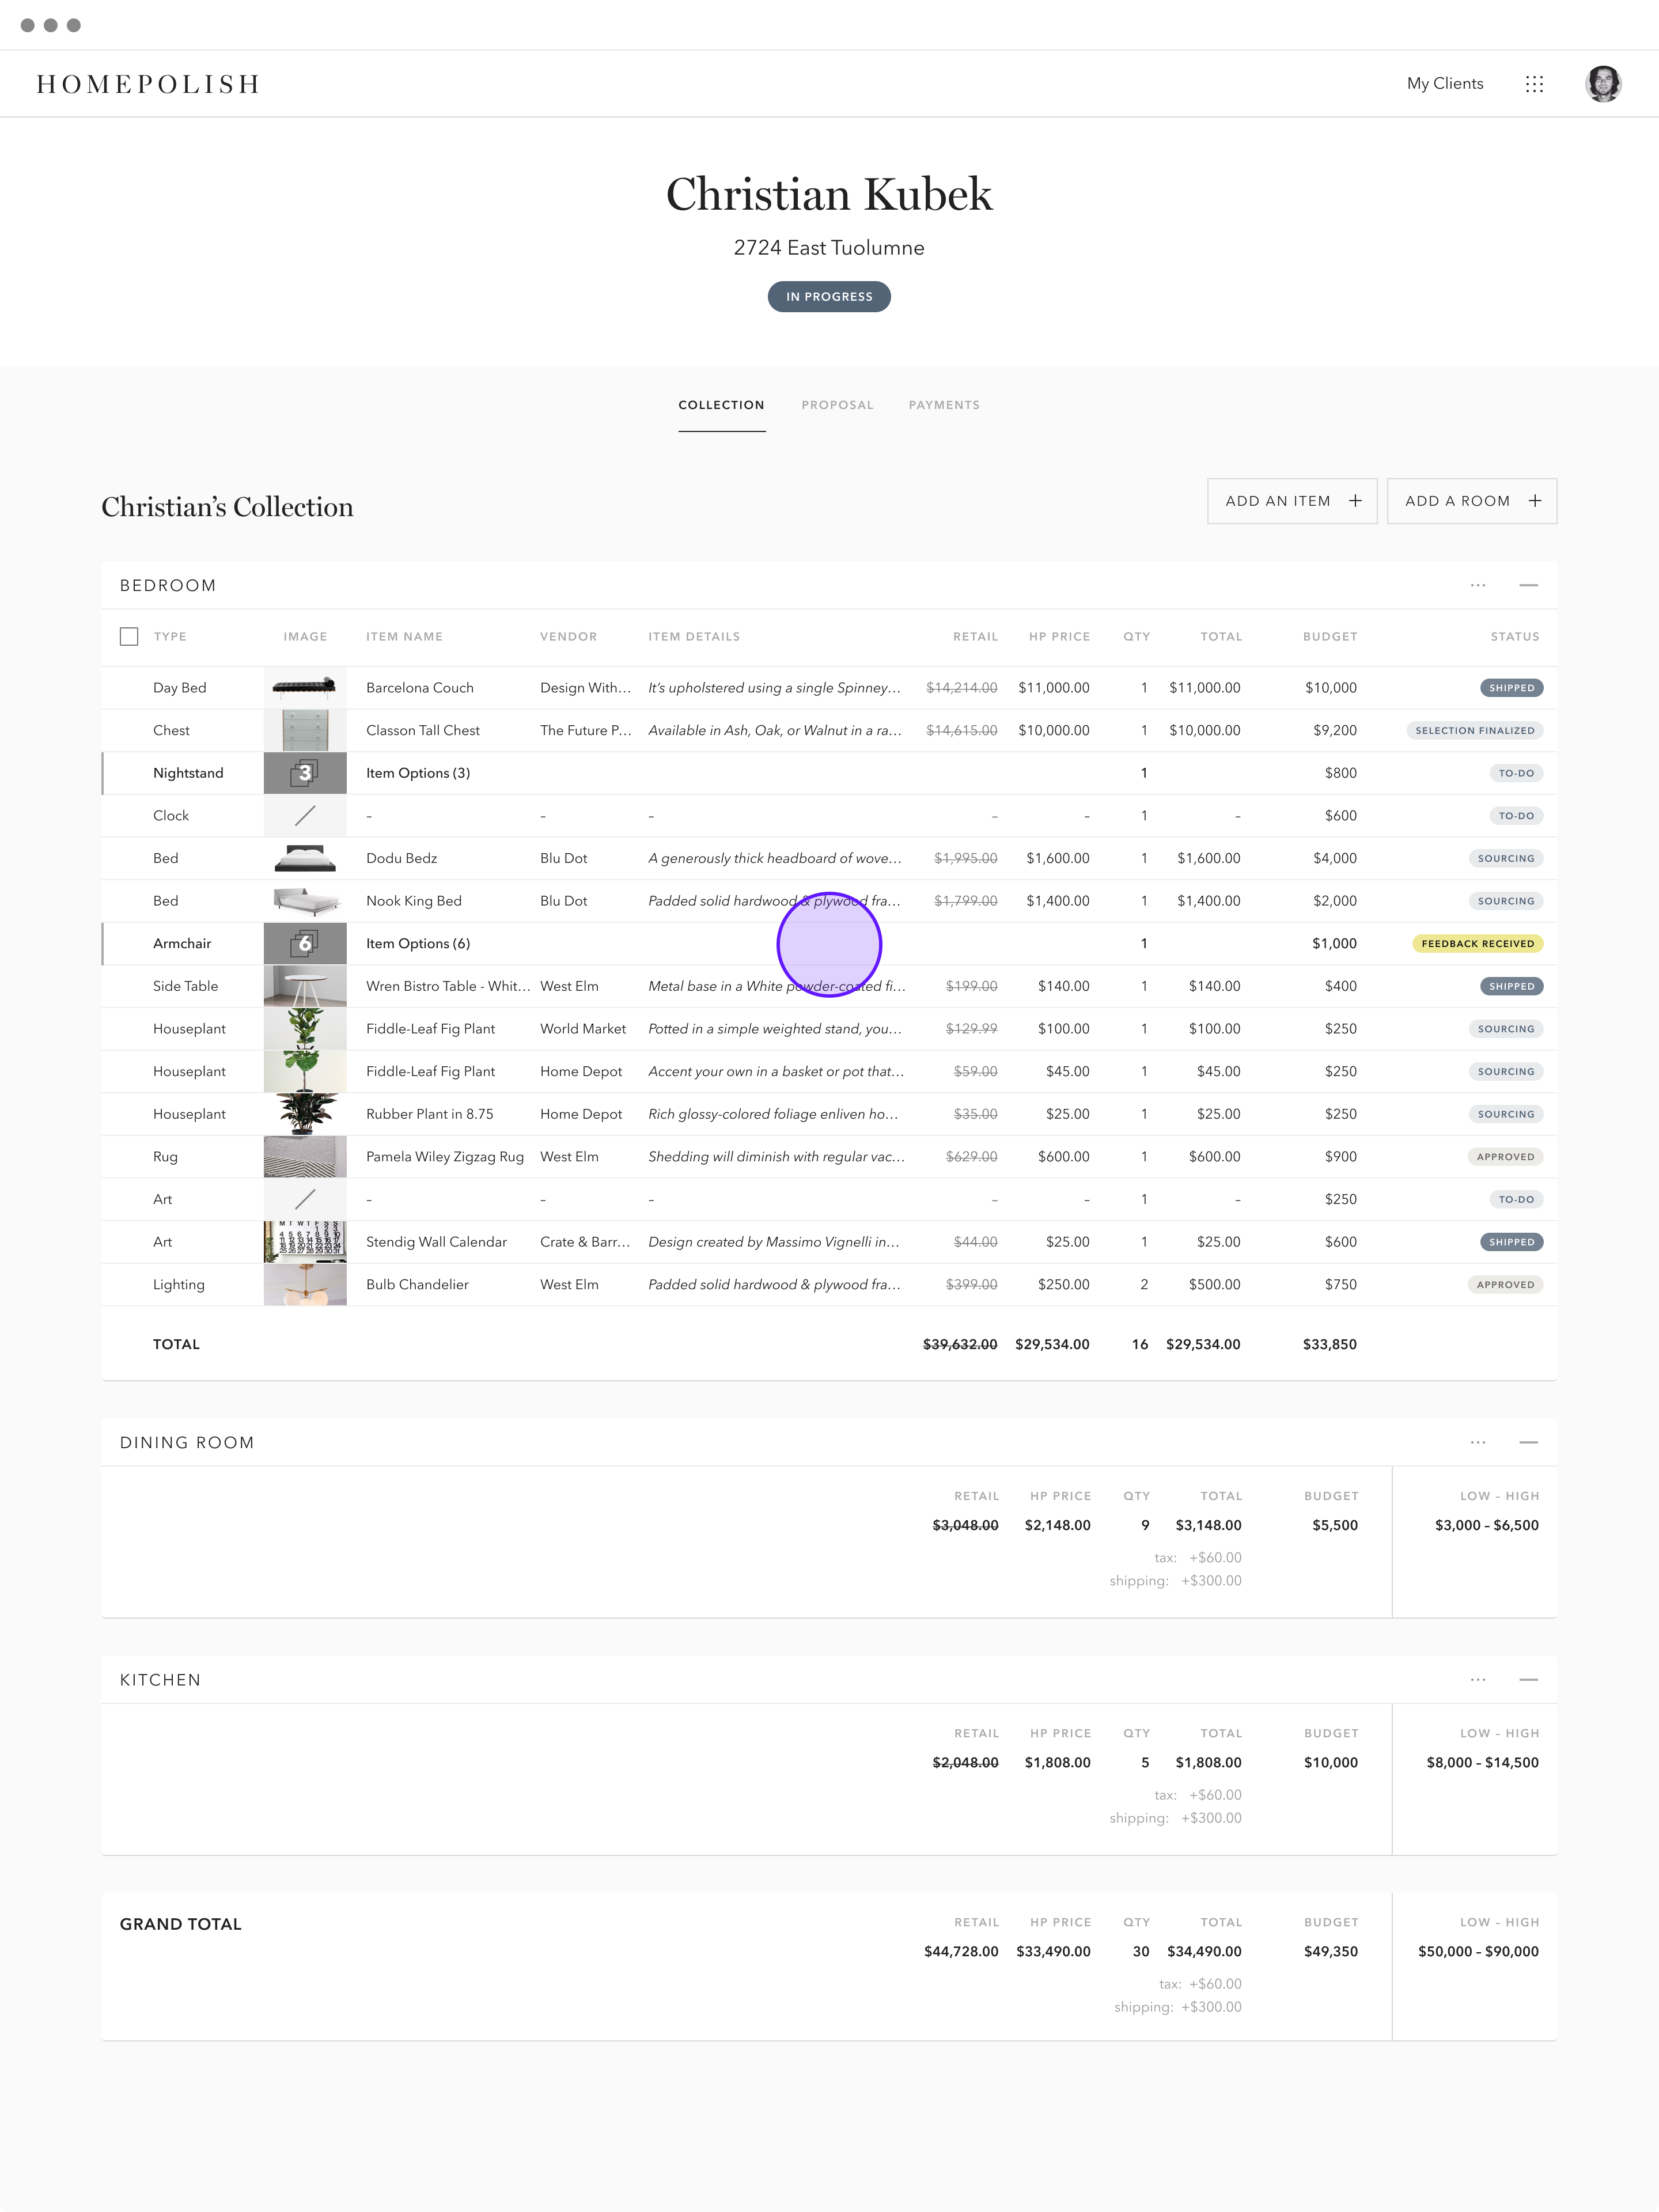 HOMEPOLISH
My Clients
Christian Kubek
2724 East Tuolumne
IN PROGRESS
COLLECTION PROPOSAL PAYMENTS
Christian’s Collection
ADD AN ITEM +
ADD A ROOM +
BEDROOM
TYPE IMAGE ITEM NAME VENDOR ITEM DETAILS RETAIL HP PRICE QTY TOTAL BUDGET STATUS
Day Bed Barcelona Couch Design With... It’s upholstered using a single Spinney... $14,214.00 $11,000.00 1 $11,000.00 $10,000 SHIPPED
Chest Classon Tall Chest The Future P... Available in Ash, Oak, or Walnut in a ra... $14,615.00 $10,000.00 1 $10,000.00 $9,200 SELECTION FINALIZED
Nightstand 3 Item Options (3) 1 $800 TO-DO
Clock – – – – – 1 – $600 TO-DO
Bed Dodu Bedz Blu Dot A generously thick headboard of wove... $1,995.00 $1,600.00 1 $1,600.00 $4,000 SOURCING
Bed Nook King Bed Blu Dot Padded solid hardwood & plywood fra... $1,799.00 $1,400.00 1 $1,400.00 $2,000 SOURCING
Armchair 6 Item Options (6) 1 $1,000 FEEDBACK RECEIVED
Side Table Wren Bistro Table - Whit... West Elm Metal base in a White powder-coated fi... $199.00 $140.00 1 $140.00 $400 SHIPPED
Houseplant Fiddle-Leaf Fig Plant World Market Potted in a simple weighted stand, you... $129.99 $100.00 1 $100.00 $250 SOURCING
Houseplant Fiddle-Leaf Fig Plant Home Depot Accent your own in a basket or pot that... $59.00 $45.00 1 $45.00 $250 SOURCING
Houseplant Rubber Plant in 8.75 Home Depot Rich glossy-colored foliage enliven ho... $35.00 $25.00 1 $25.00 $250 SOURCING
Rug Pamela Wiley Zigzag Rug West Elm Shedding will diminish with regular vac... $629.00 $600.00 1 $600.00 $900 APPROVED
Art – – – – – 1 – $250 TO-DO
Art Stendig Wall Calendar Crate & Barr... Design created by Massimo Vignelli in... $44.00 $25.00 1 $25.00 $600 SHIPPED
Lighting Bulb Chandelier West Elm Padded solid hardwood & plywood fra... $399.00 $250.00 2 $500.00 $750 APPROVED
TOTAL $39,632.00 $29,534.00 16 $29,534.00 $33,850
DINING ROOM
RETAIL HP PRICE QTY TOTAL BUDGET LOW – HIGH
$3,048.00 $2,148.00 9 $3,148.00 $5,500 $3,000 – $6,500
tax: +$60.00
shipping: +$300.00
KITCHEN
RETAIL HP PRICE QTY TOTAL BUDGET LOW – HIGH
$2,048.00 $1,808.00 5 $1,808.00 $10,000 $8,000 – $14,500
tax: +$60.00
shipping: +$300.00
GRAND TOTAL
RETAIL HP PRICE QTY TOTAL BUDGET LOW – HIGH
$44,728.00 $33,490.00 30 $34,490.00 $49,350 $50,000 – $90,000
tax: +$60.00
shipping: +$300.00